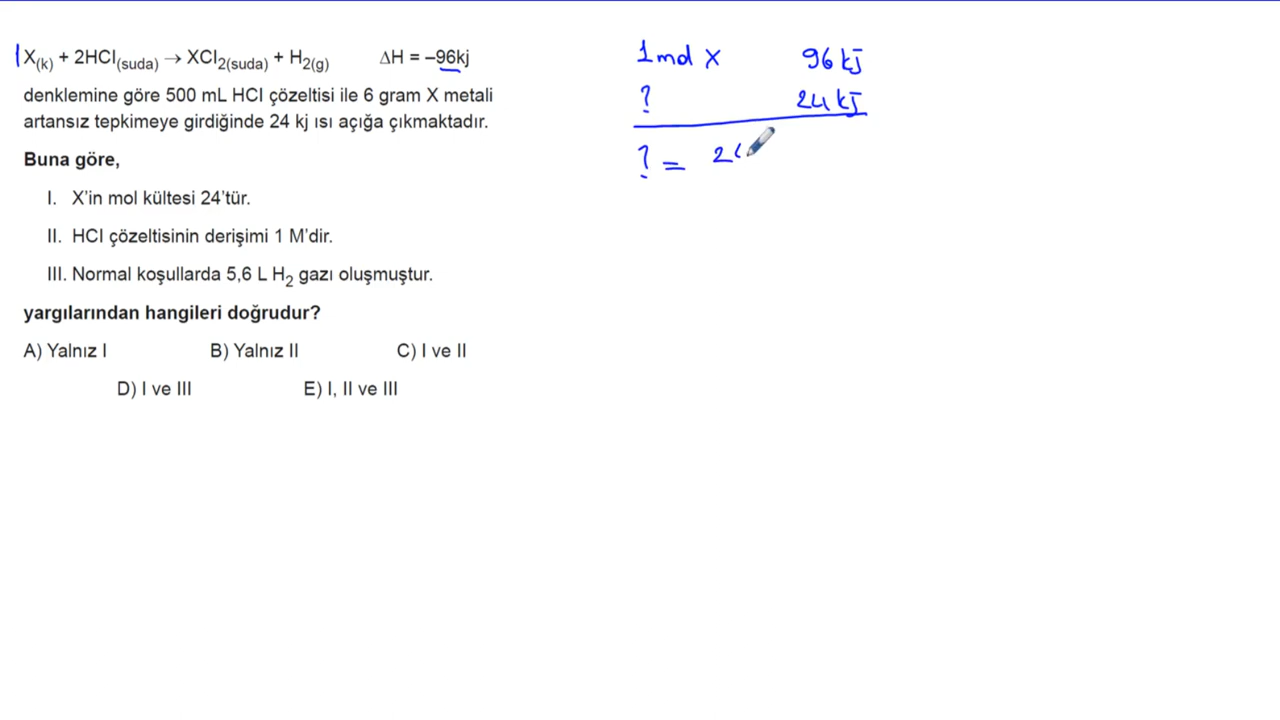 X(k) + 2HCl(suda) → XCl2(suda) + H2(g) ΔH = –96kj
denklemine göre 500 mL HCl çözeltisi ile 6 gram X metali
artansız tepkimeye girdiğinde 24 kj ısı açığa çıkmaktadır.
Buna göre,
I. X'in mol kültesi 24'tür.
II. HCl çözeltisinin derişimi 1 M'dir.
III. Normal koşullarda 5,6 L H2 gazı oluşmuştur.
yargılarından hangileri doğrudur?
A) Yalnız I B) Yalnız II C) I ve II
D) I ve III E) I, II ve III
1 mol X 96 kj
? 24 kj
? = 2